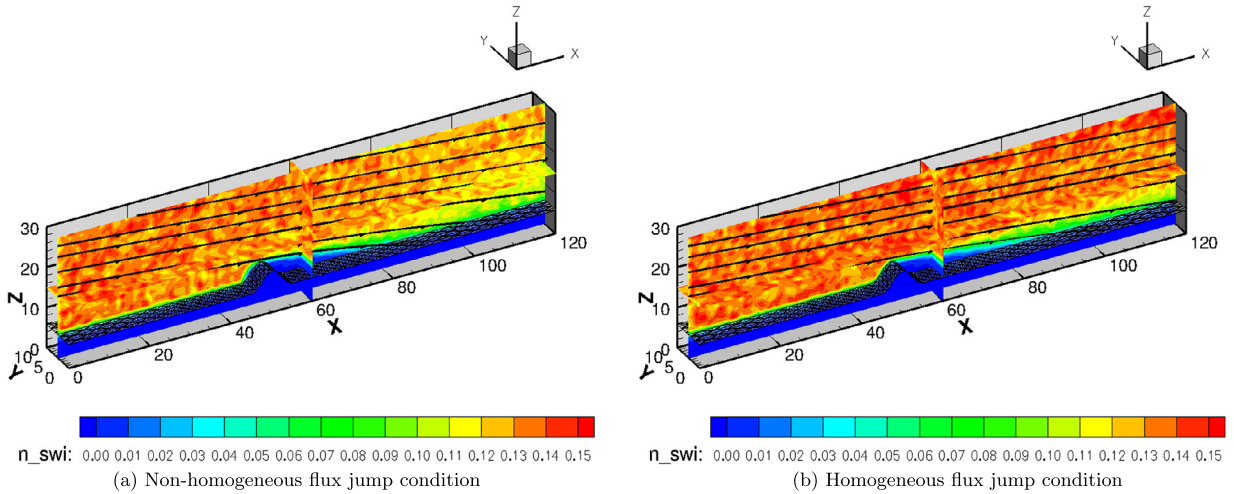 Z
Y
X
30
20
10
0
Z
10
5
0
Y
0
20
40
60
80
100
120
X
n_swi: 0.00 0.01 0.02 0.03 0.04 0.05 0.06 0.07 0.08 0.09 0.10 0.11 0.12 0.13 0.14 0.15
(a) Non-homogeneous flux jump condition
Z
Y
X
30
20
10
0
Z
10
5
0
Y
0
20
40
60
80
100
120
X
n_swi: 0.00 0.01 0.02 0.03 0.04 0.05 0.06 0.07 0.08 0.09 0.10 0.11 0.12 0.13 0.14 0.15
(b) Homogeneous flux jump condition